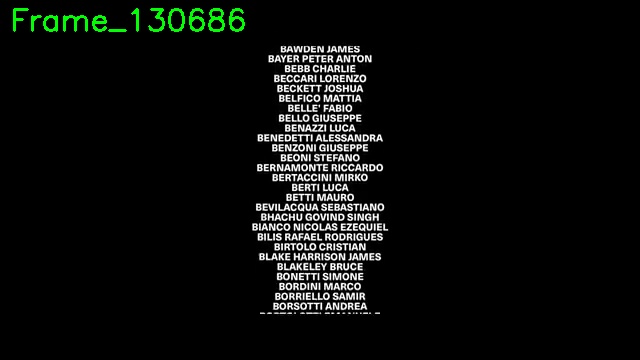 Frame_130686
BAWDEN JAMES
BAYER PETER ANTON
BEBB CHARLIE
BECCARI LORENZO
BECKETT JOSHUA
BELFICO MATTIA
BELLE' FABIO
BELLO GIUSEPPE
BENAZZI LUCA
BENEDETTI ALESSANDRA
BENZONI GIUSEPPE
BEONI STEFANO
BERNAMONTE RICCARDO
BERTACCINI MIRKO
BERTI LUCA
BETTI MAURO
BEVILACQUA SEBASTIANO
BHACHU GOVIND SINGH
BIANCO NICOLAS EZEQUIEL
BILIS RAFAEL RODRIGUES
BIRTOLO CRISTIAN
BLAKE HARRISON JAMES
BLAKELEY BRUCE
BONETTI SIMONE
BORDINI MARCO
BORRIELLO SAMIR
BORSOTTI ANDREA